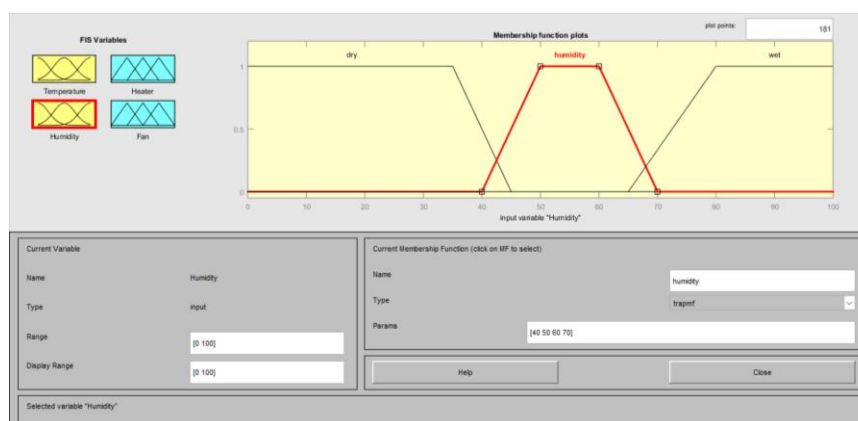 plot points:
181
FIS Variables
Membership function plots
dry
humidity
wet
1
0.5
0
0 10 20 30 40 50 60 70 80 90 100
input variable "Humidity"
Temperature
Heater
Humidity
Fan
Current Variable
Name
Humidity
Type
input
Range
[0 100]
Display Range
[0 100]
Current Membership Function (click on MF to select)
Name
humidity
Type
trapmf
Params
[40 50 60 70]
Help
Close
Selected variable "Humidity"